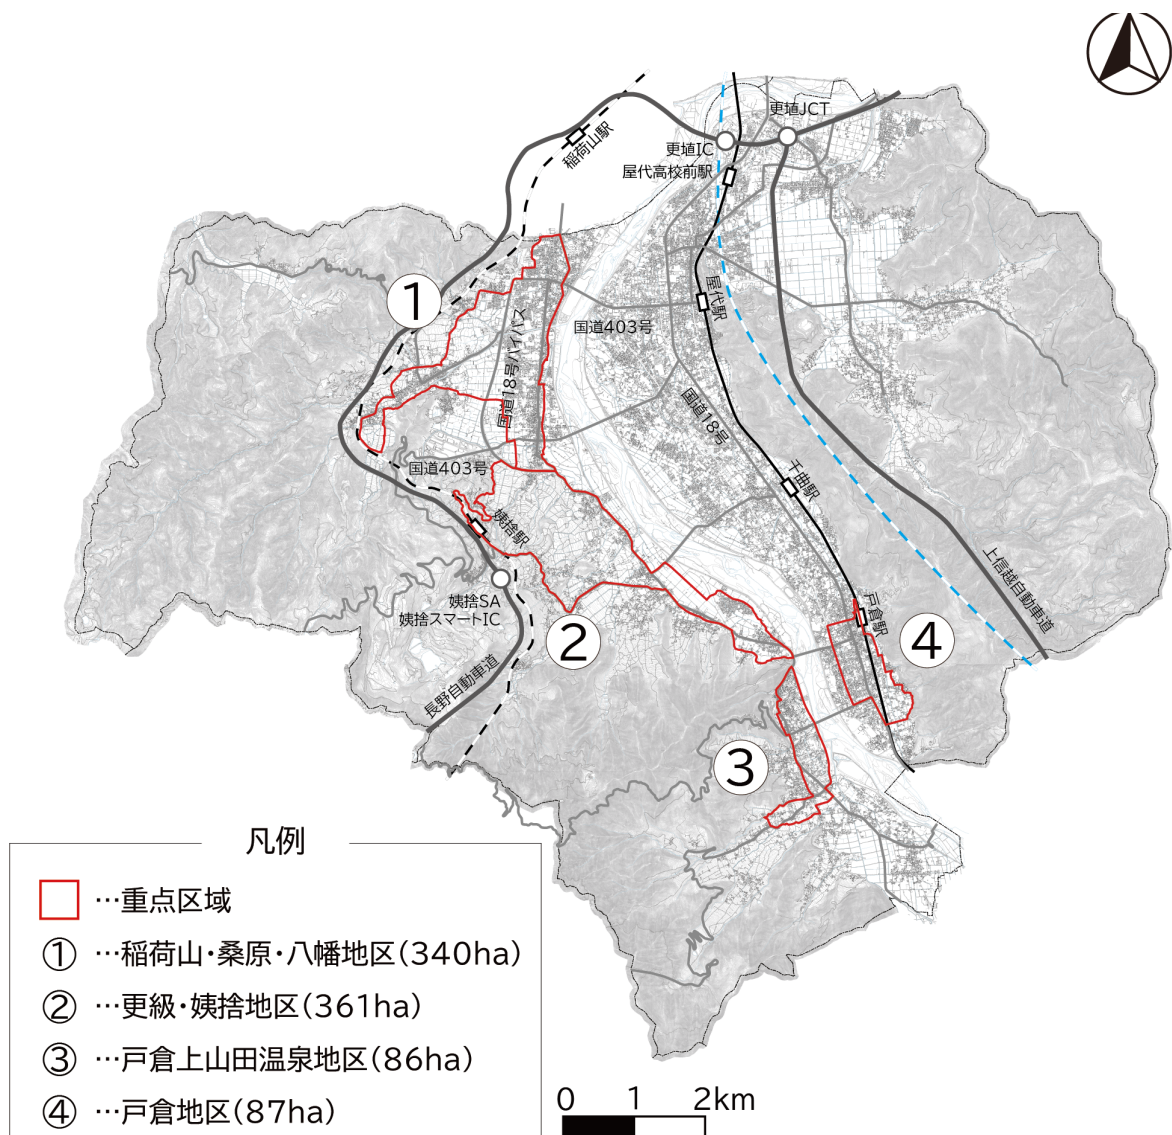 更埴JCT
稲荷山駅
更埴IC
屋代高校前駅
①
屋代駅
国道403号
国道18号バイパス
国道18号
国道403号
千曲駅
姨捨駅
上信越自動車道
姨捨SA
姨捨スマートIC
戸倉駅
②
④
長野自動車道
③
凡例
…重点区域
① …稲荷山・桑原・八幡地区(340ha)
② …更級・姨捨地区(361ha)
③ …戸倉上山田温泉地区(86ha)
④ …戸倉地区(87ha)
0 1 2km